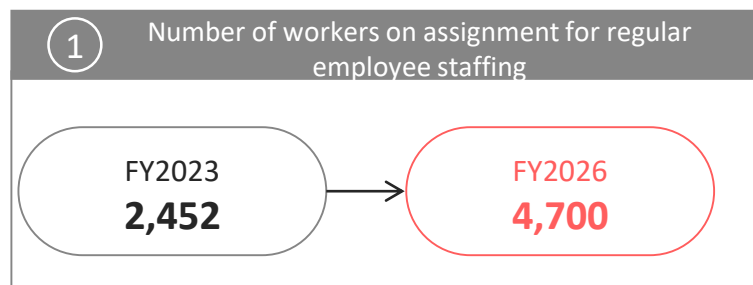 1
Number of workers on assignment for regular
employee staffing
FY2023
2,452
FY2026
4,700